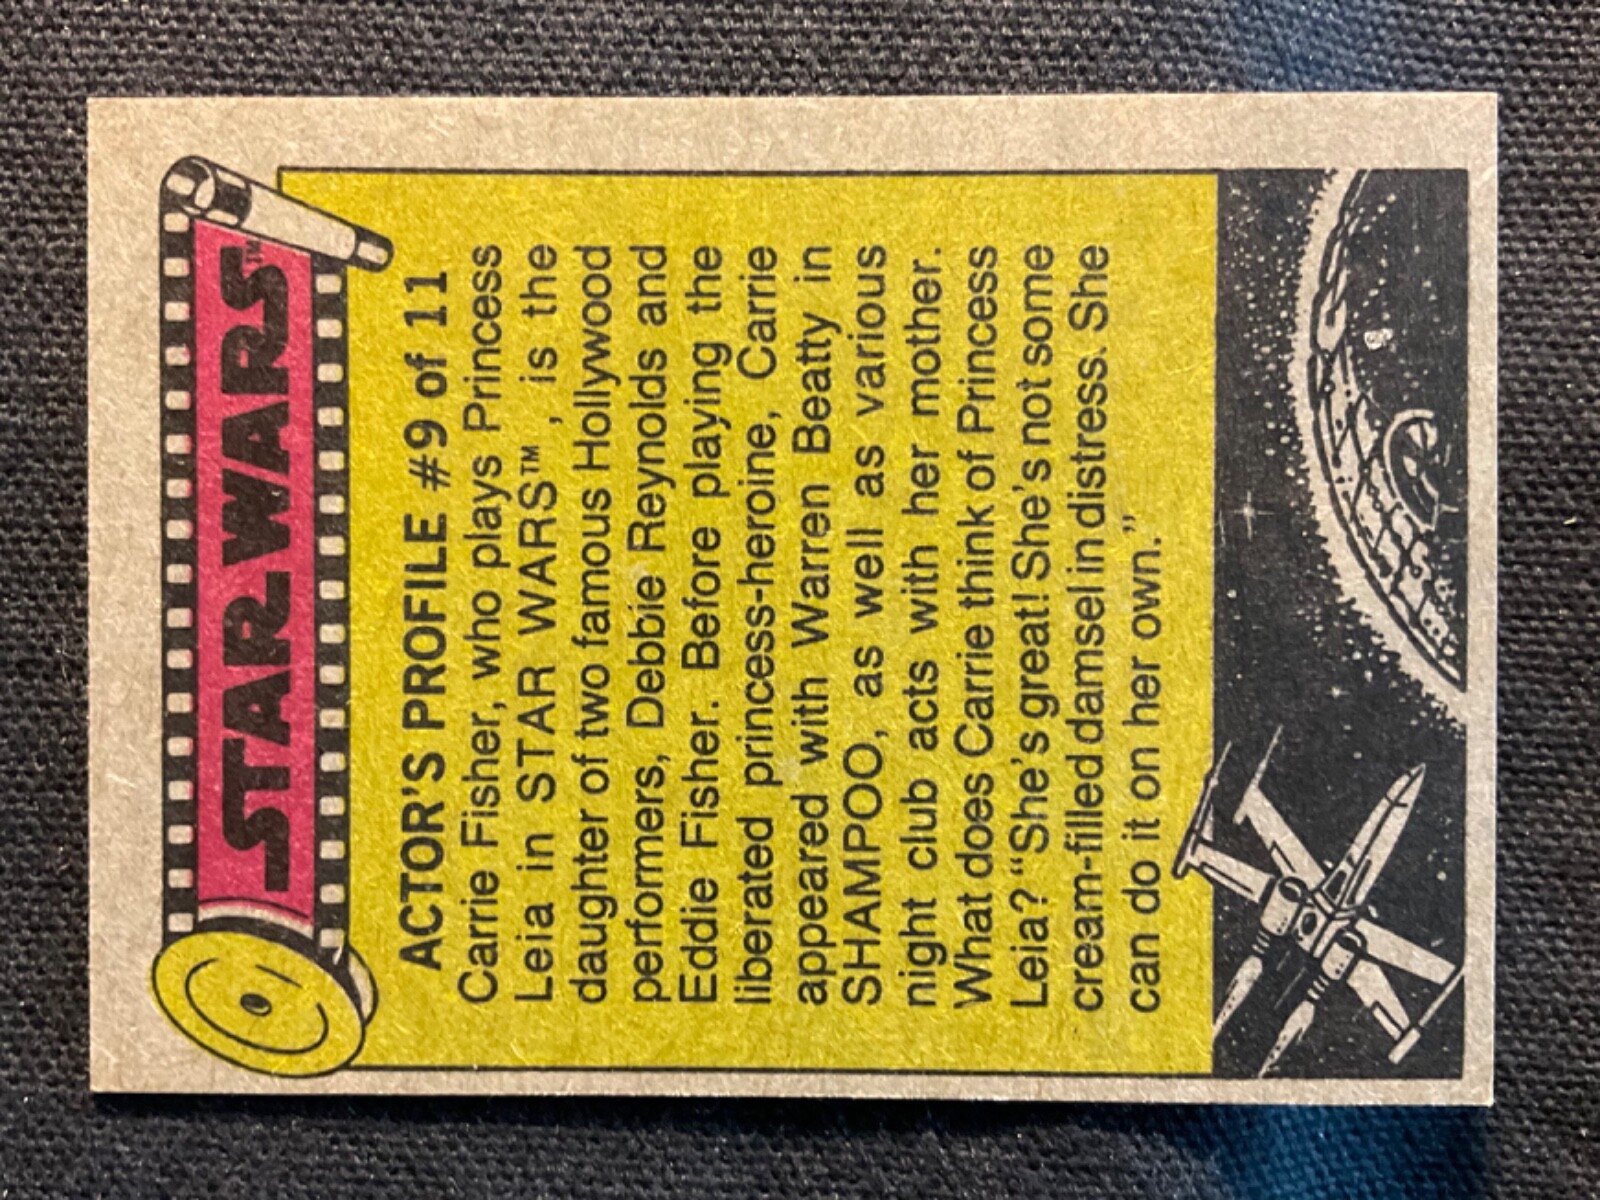 STAR WARS™
ACTOR'S PROFILE #9 of 11
Carrie Fisher, who plays Princess
Leia in STAR WARS™, is the
daughter of two famous Hollywood
performers, Debbie Reynolds and
Eddie Fisher. Before playing the
liberated princess-heroine, Carrie
appeared with Warren Beatty in
SHAMPOO, as well as various
night club acts with her mother.
What does Carrie think of Princess
Leia? “She's great! She's not some
cream-filled damsel in distress. She
can do it on her own.”